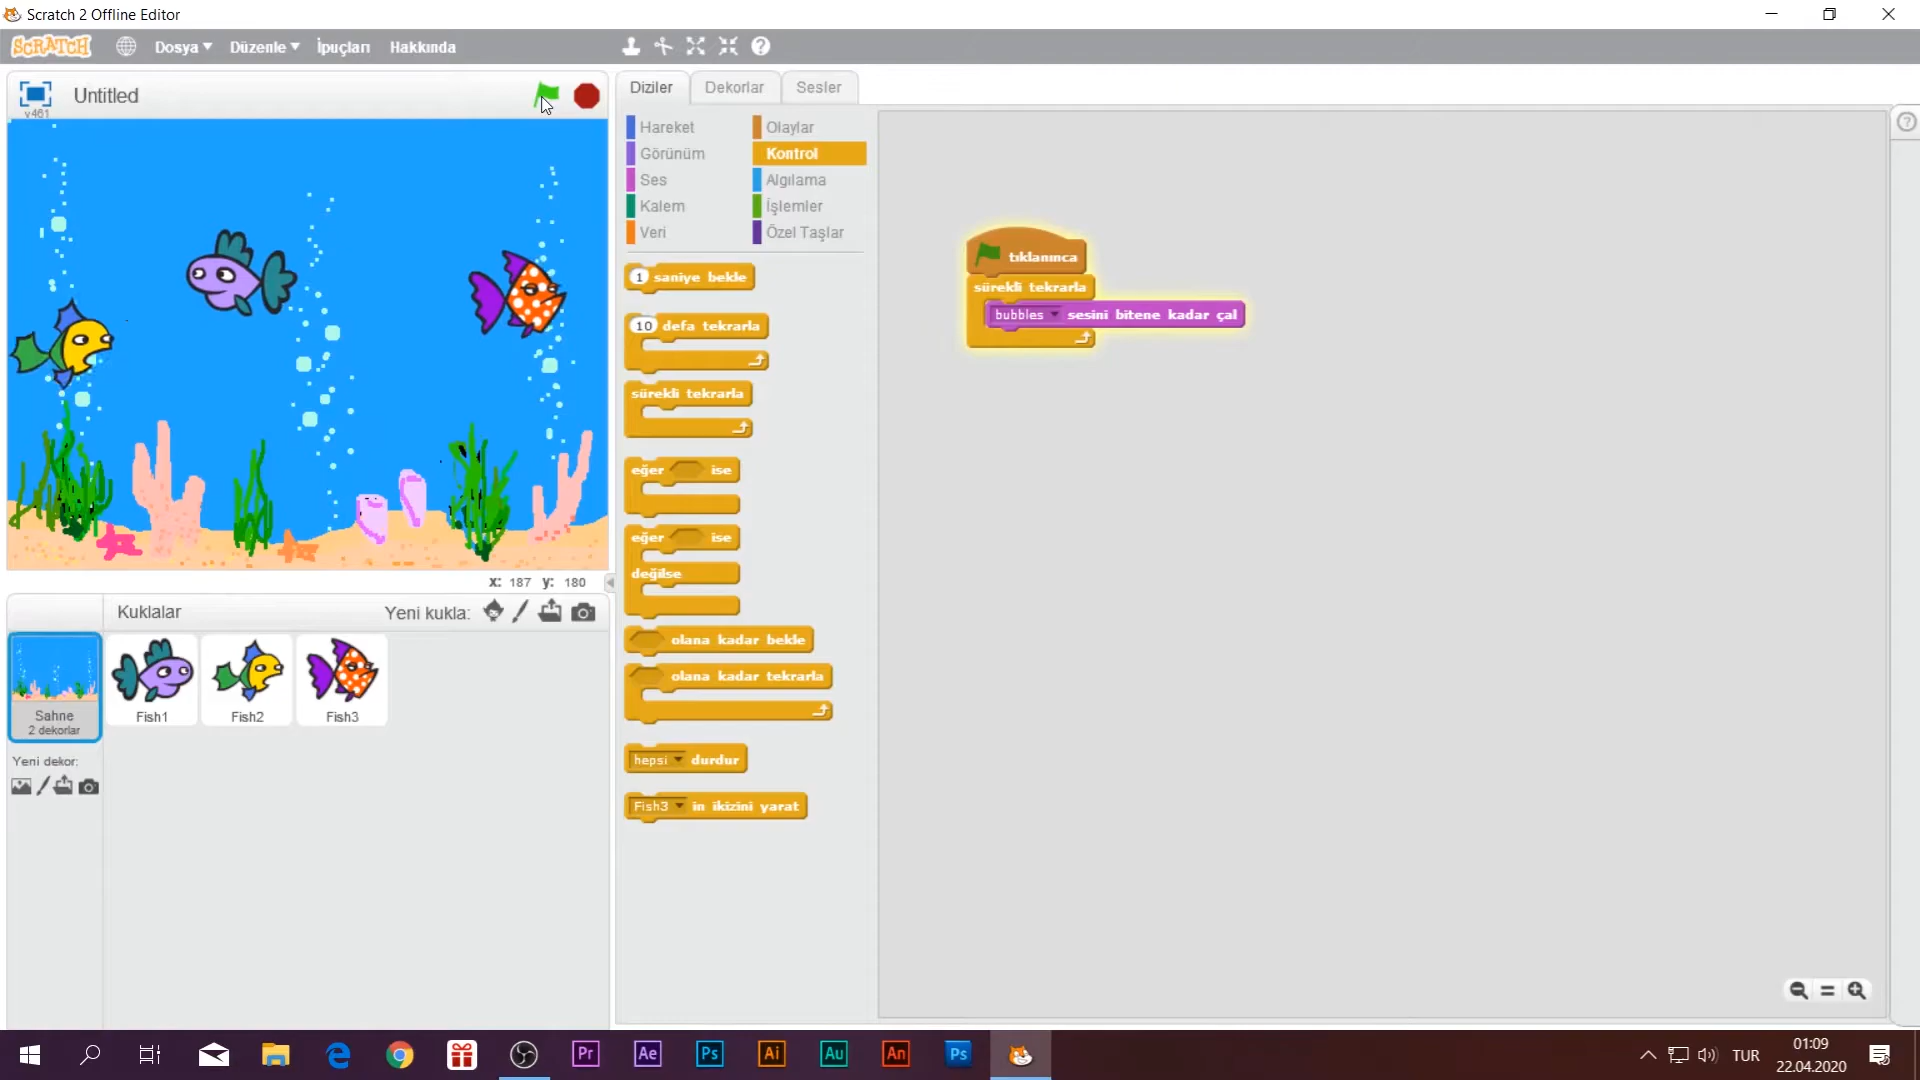 Scratch 2 Offline Editor
SCRATCH Dosya Düzenle İpuçları Hakkında
Untitled
v461
Diziler Dekorlar Sesler
Hareket Olaylar
Görünüm Kontrol
Ses Algılama
Kalem İşlemler
Veri Özel Taşlar
1 saniye bekle
10 defa tekrarla
sürekli tekrarla
eğer ise
eğer ise
değilse
olana kadar bekle
olana kadar tekrarla
hepsi durdur
Fish3 in ikizini yarat
tıklanınca
sürekli tekrarla
bubbles sesini bitene kadar çal
x: 187 y: 180
Kuklalar Yeni kukla:
Sahne
2 dekorlar
Fish1 Fish2 Fish3
Yeni dekor:
Pr Ae Ps Ai Au An Ps
TUR
01:09
22.04.2020